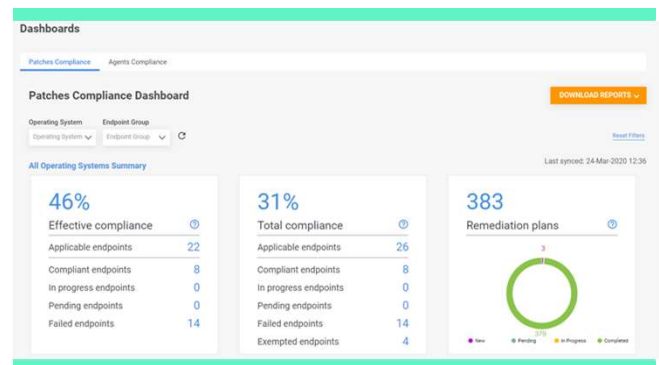 Dashboards
Patches Compliance Agents Compliance
Patches Compliance Dashboard
DOWNLOAD REPORTS
Operating System Endpoint Group
Operating System Endpoint Group
Reset Filters
All Operating Systems Summary
Last synced: 24-Mar-2020 12:36
46%
Effective compliance
Applicable endpoints 22
Compliant endpoints 8
In progress endpoints 0
Pending endpoints 0
Failed endpoints 14
31%
Total compliance
Applicable endpoints 26
Compliant endpoints 8
In progress endpoints 0
Pending endpoints 0
Failed endpoints 14
Exempted endpoints 4
383
Remediation plans
3
379
New Pending In Progress Completed